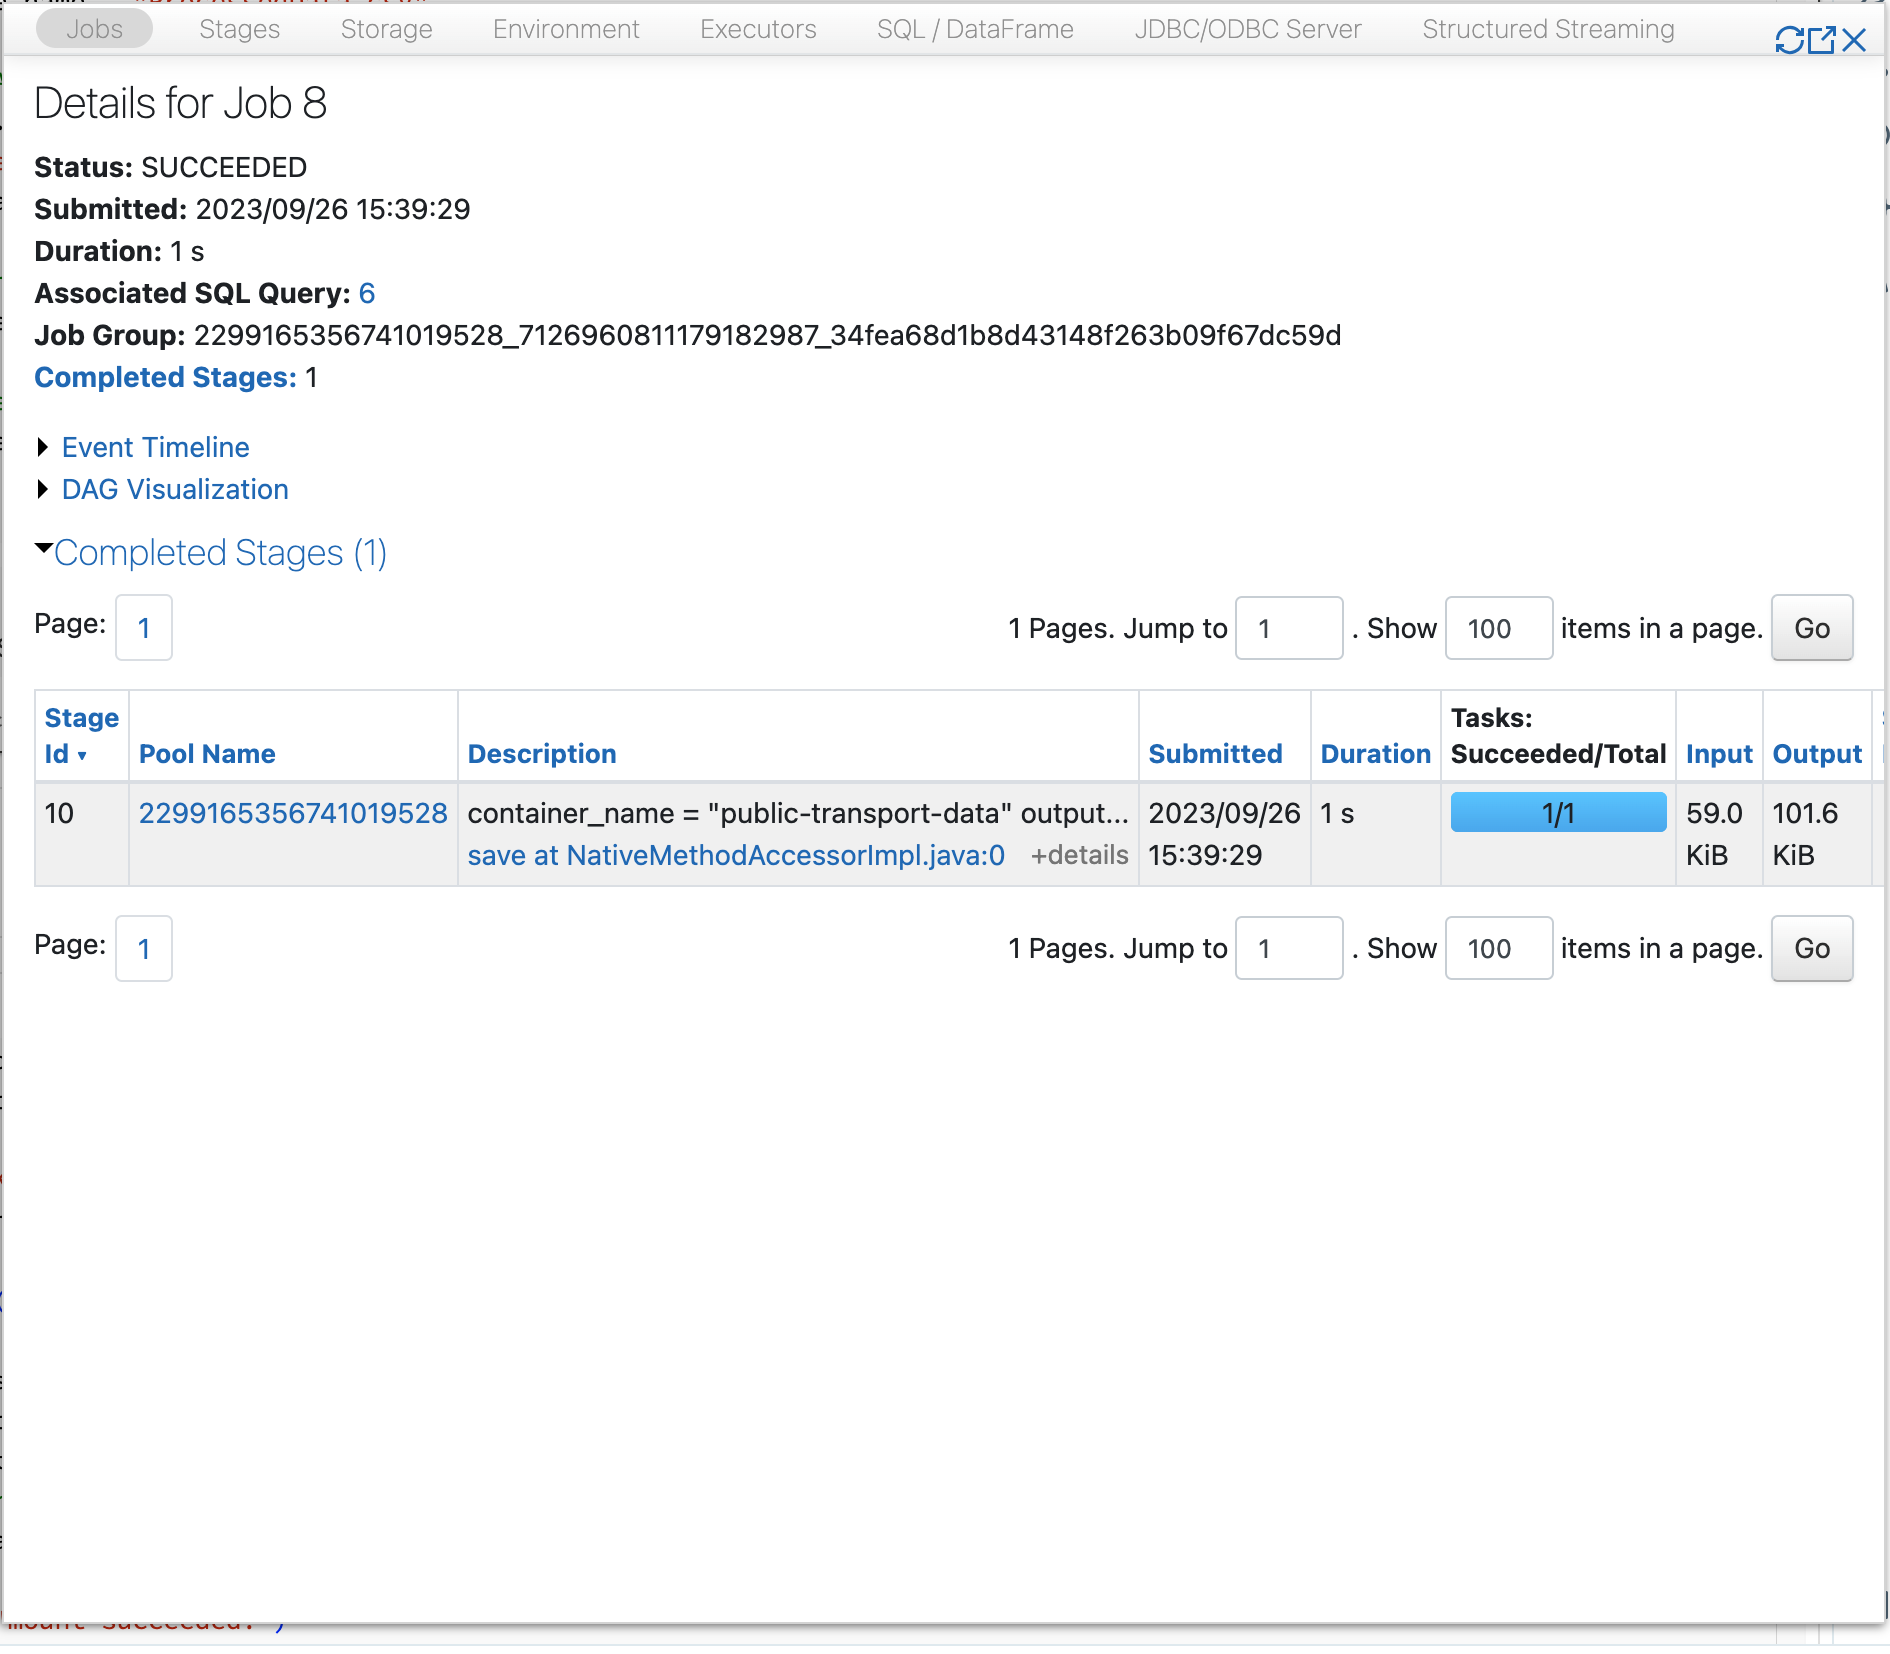 Jobs Stages Storage Environment Executors SQL / DataFrame JDBC/ODBC Server Structured Streaming
Details for Job 8
Status: SUCCEEDED
Submitted: 2023/09/26 15:39:29
Duration: 1 s
Associated SQL Query: 6
Job Group: 2299165356741019528_7126960811179182987_34fea68d1b8d43148f263b09f67dc59d
Completed Stages: 1
Event Timeline
DAG Visualization
Completed Stages (1)
Page: 1 1 Pages. Jump to 1 . Show 100 items in a page. Go
Stage Tasks:
Id ▾ Pool Name Description Submitted Duration Succeeded/Total Input Output
10 2299165356741019528 container_name = "public-transport-data" output... 2023/09/26 1 s 1/1 59.0 101.6
save at NativeMethodAccessorImpl.java:0 +details 15:39:29 KiB KiB
Page: 1 1 Pages. Jump to 1 . Show 100 items in a page. Go